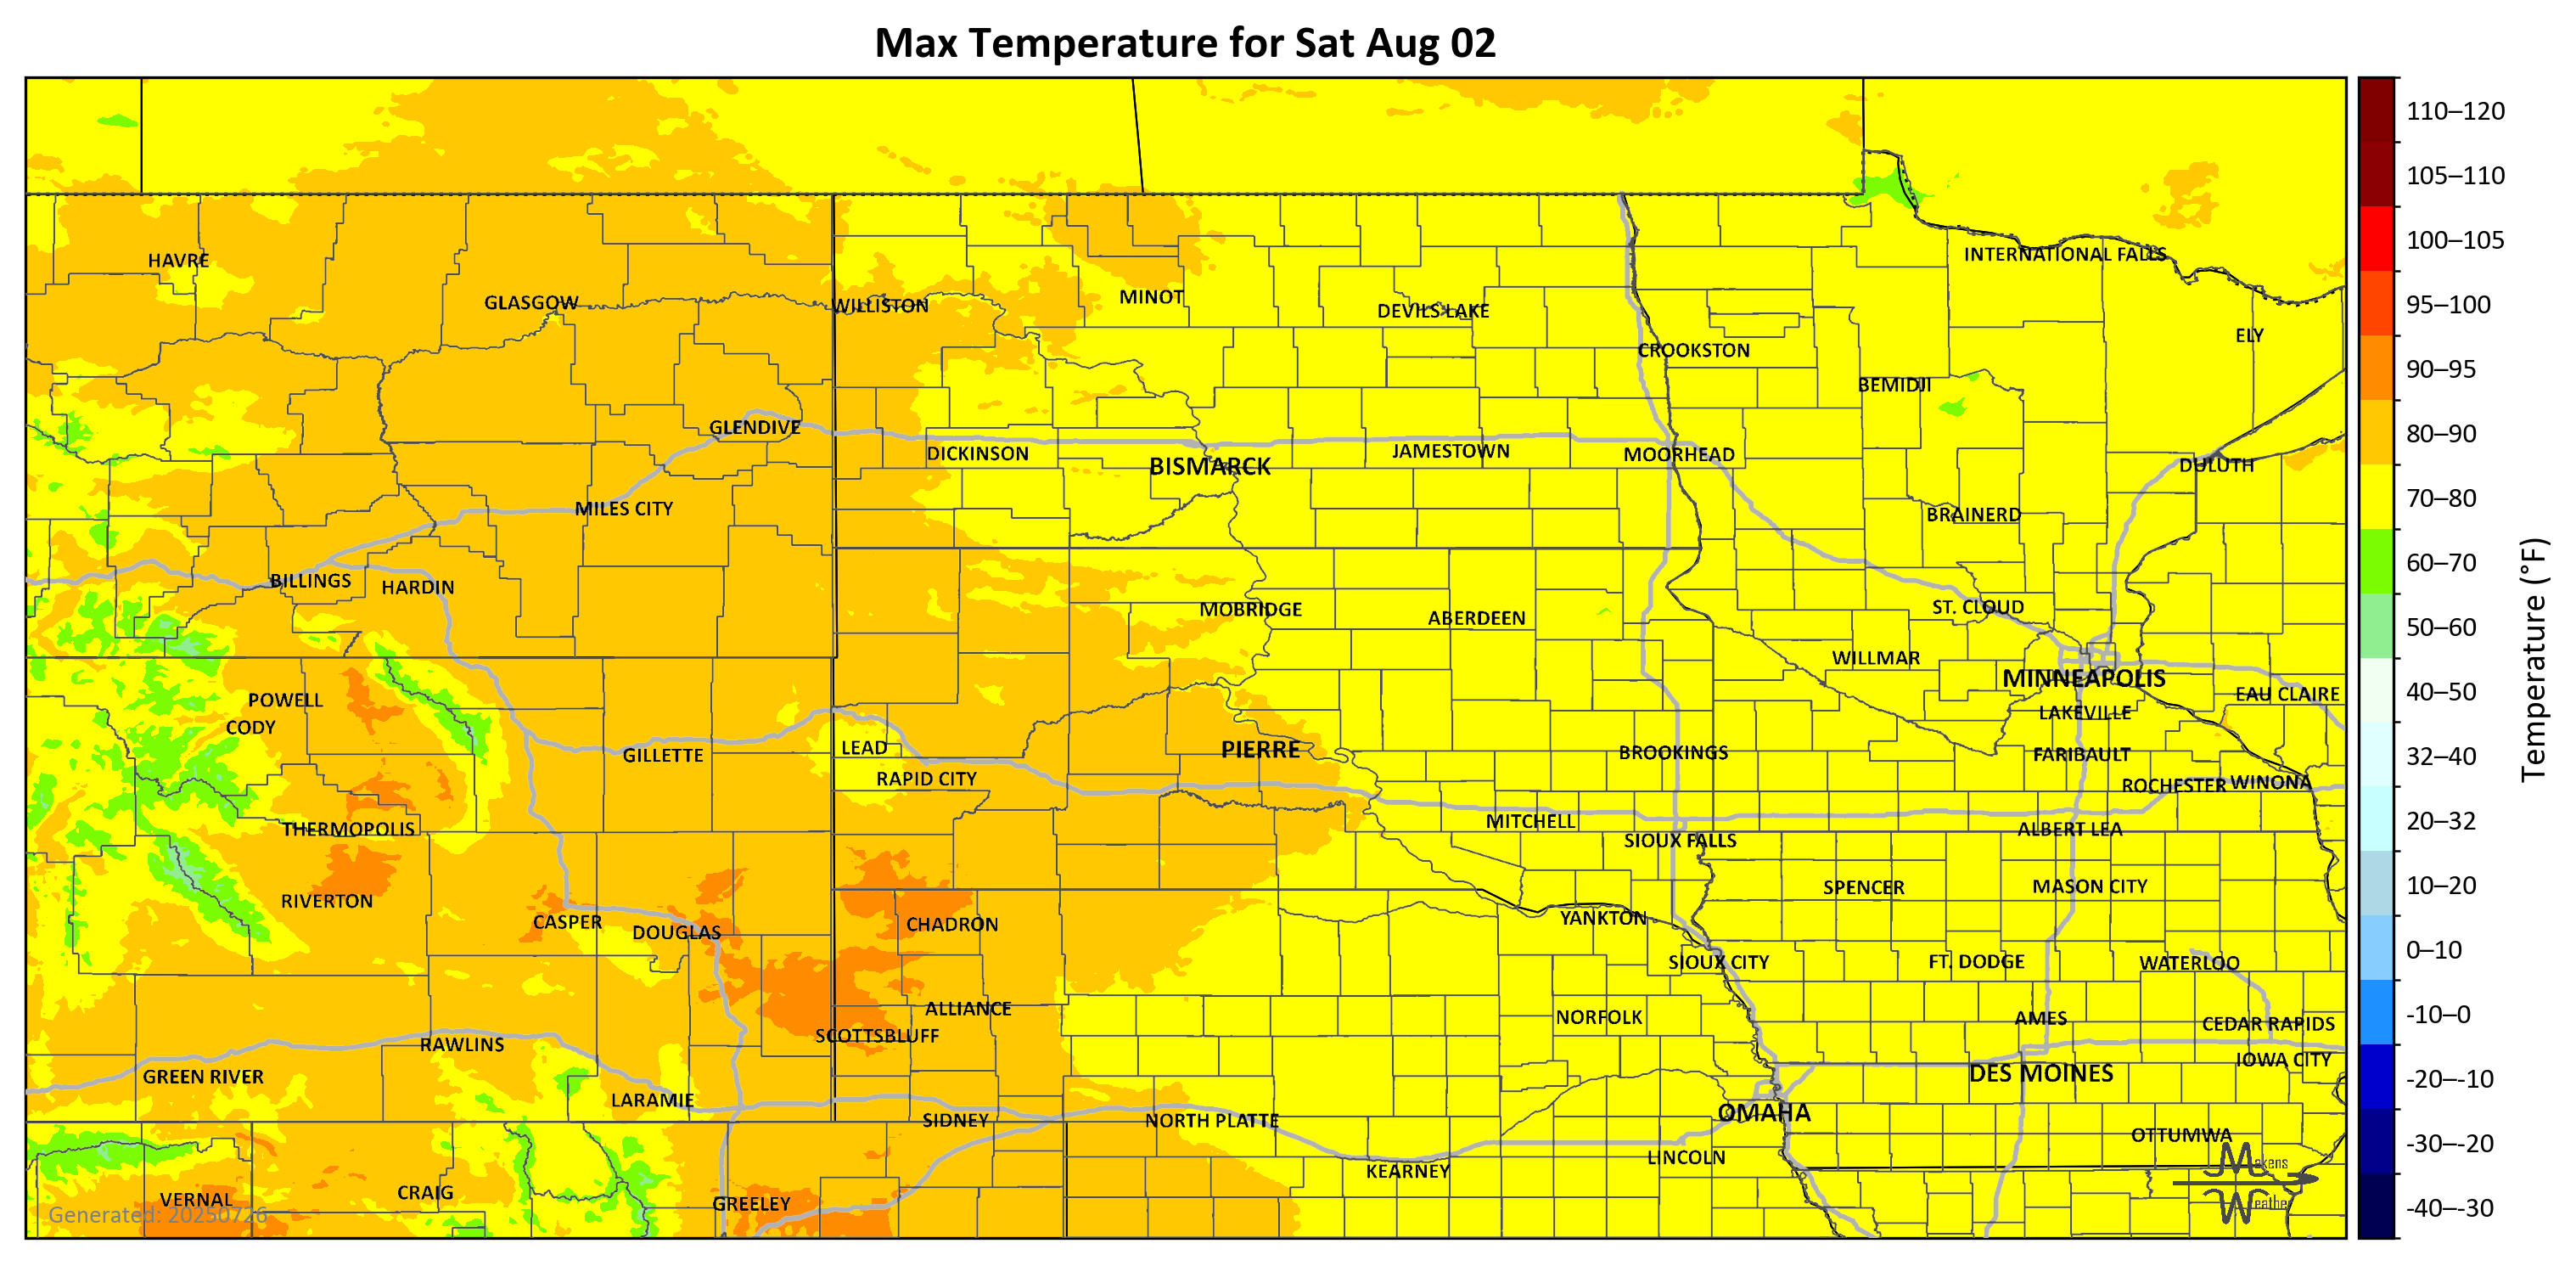 Max Temperature for Sat Aug 02
110–120
105–110
100–105
95–100
90–95
80–90
70–80
60–70
50–60
40–50
32–40
20–32
10–20
0–10
-10–0
-20–-10
-30–-20
-40–-30
Temperature (°F)
HAVRE
INTERNATIONAL FALLS
GLASGOW
WILLISTON
MINOT
DEVILS LAKE
ELY
CROOKSTON
BEMIDJI
GLENDIVE
DICKINSON
BISMARCK
JAMESTOWN
MOORHEAD
DULUTH
MILES CITY
BRAINERD
BILLINGS
HARDIN
MOBRIDGE
ABERDEEN
ST. CLOUD
WILLMAR
MINNEAPOLIS
POWELL
EAU CLAIRE
CODY
LAKEVILLE
GILLETTE
LEAD
PIERRE
BROOKINGS
FARIBAULT
RAPID CITY
ROCHESTER
WINONA
THERMOPOLIS
MITCHELL
SIOUX FALLS
ALBERT LEA
RIVERTON
SPENCER
MASON CITY
CASPER
DOUGLAS
CHADRON
YANKTON
SIOUX CITY
FT. DODGE
WATERLOO
ALLIANCE
NORFOLK
AMES
CEDAR RAPIDS
SCOTTSBLUFF
RAWLINS
IOWA CITY
GREEN RIVER
DES MOINES
LARAMIE
SIDNEY
NORTH PLATTE
OMAHA
OTTUMWA
LINCOLN
KEARNEY
VERNAL
CRAIG
GREELEY
Generated: 20250726
Makens
Weather